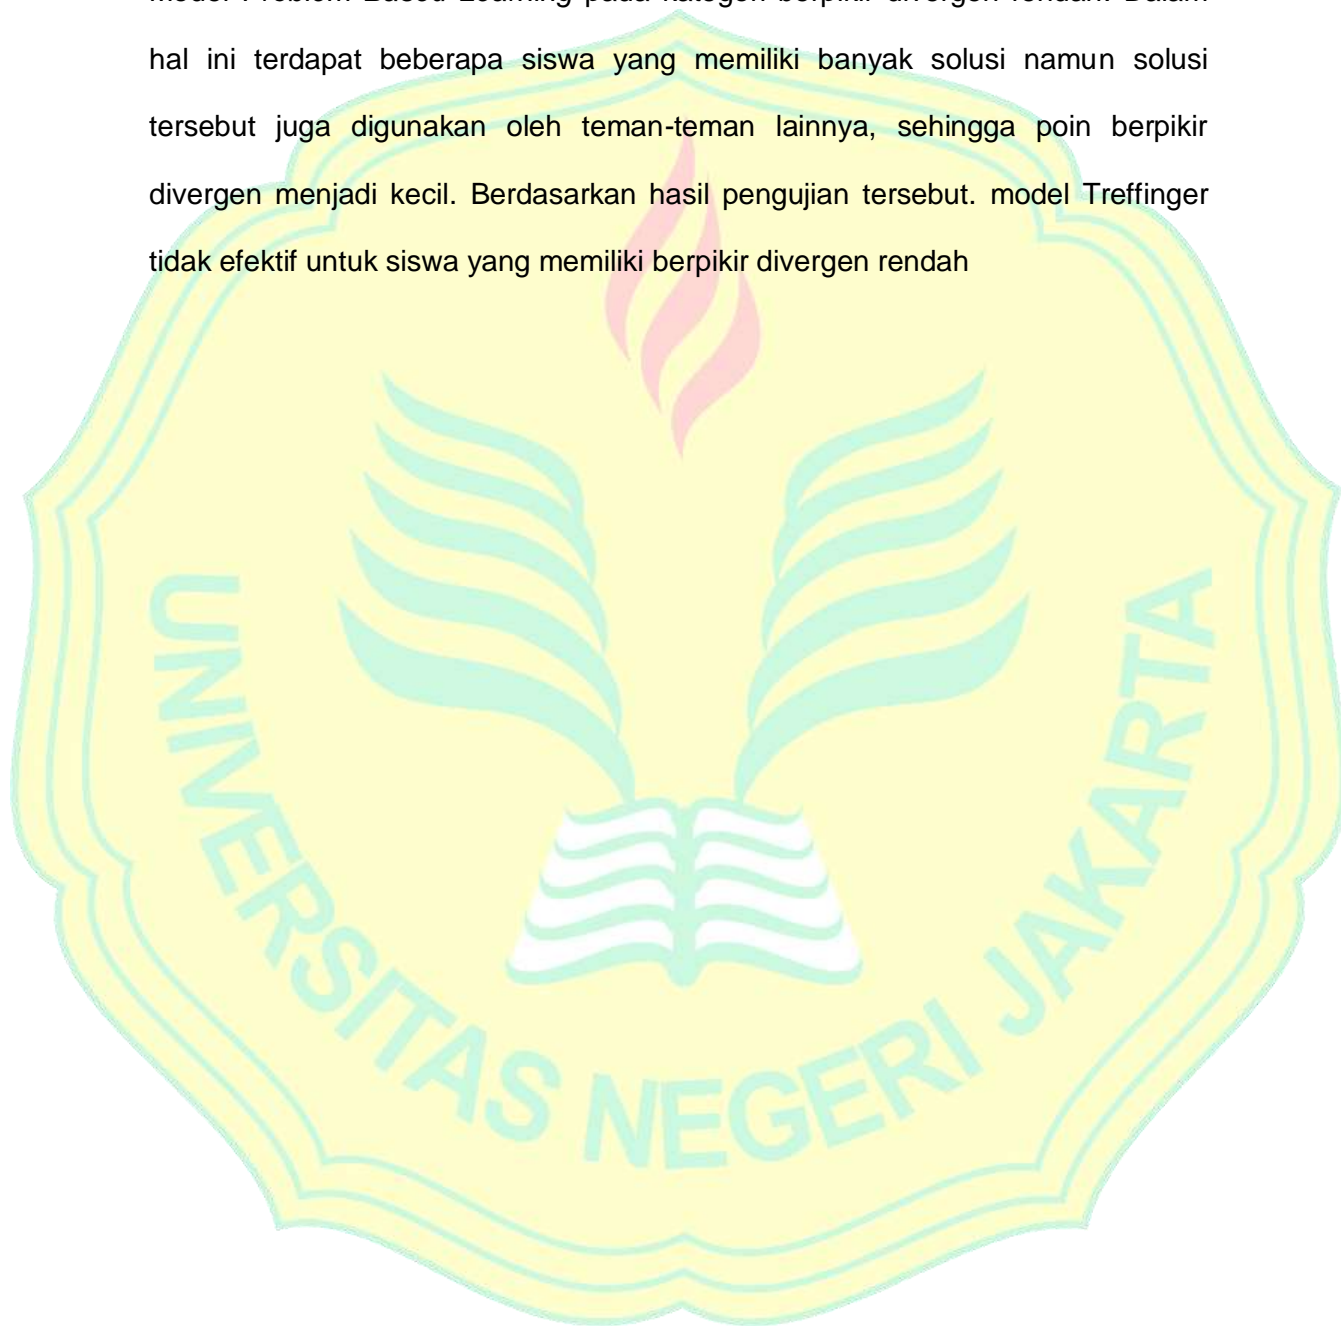 model Problem Based Learning pada kategori berpikir divergen rendah. Dalam
hal ini terdapat beberapa siswa yang memiliki banyak solusi namun solusi
tersebut juga digunakan oleh teman-teman lainnya, sehingga poin berpikir
divergen menjadi kecil. Berdasarkan hasil pengujian tersebut. model Treffinger
tidak efektif untuk siswa yang memiliki berpikir divergen rendah
UNIVERSITAS NEGERI JAKARTA